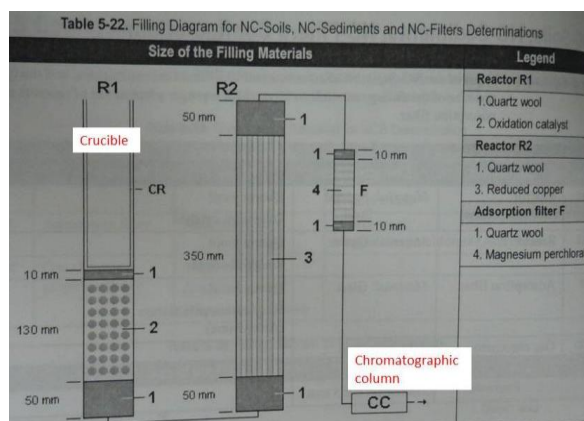 Table 5-22. Filling Diagram for NC-Soils, NC-Sediments and NC-Filters Determinations
Size of the Filling Materials
Legend
R1
R2
Crucible
CR
10 mm
1
130 mm
2
50 mm
1
50 mm
1
350 mm
3
50 mm
1
1
10 mm
4
F
1
10 mm
Chromatographic
column
CC
Reactor R1
1.Quartz wool
2. Oxidation catalyst
Reactor R2
1. Quartz wool
3. Reduced copper
Adsorption filter F
1. Quartz wool
4. Magnesium perchlora